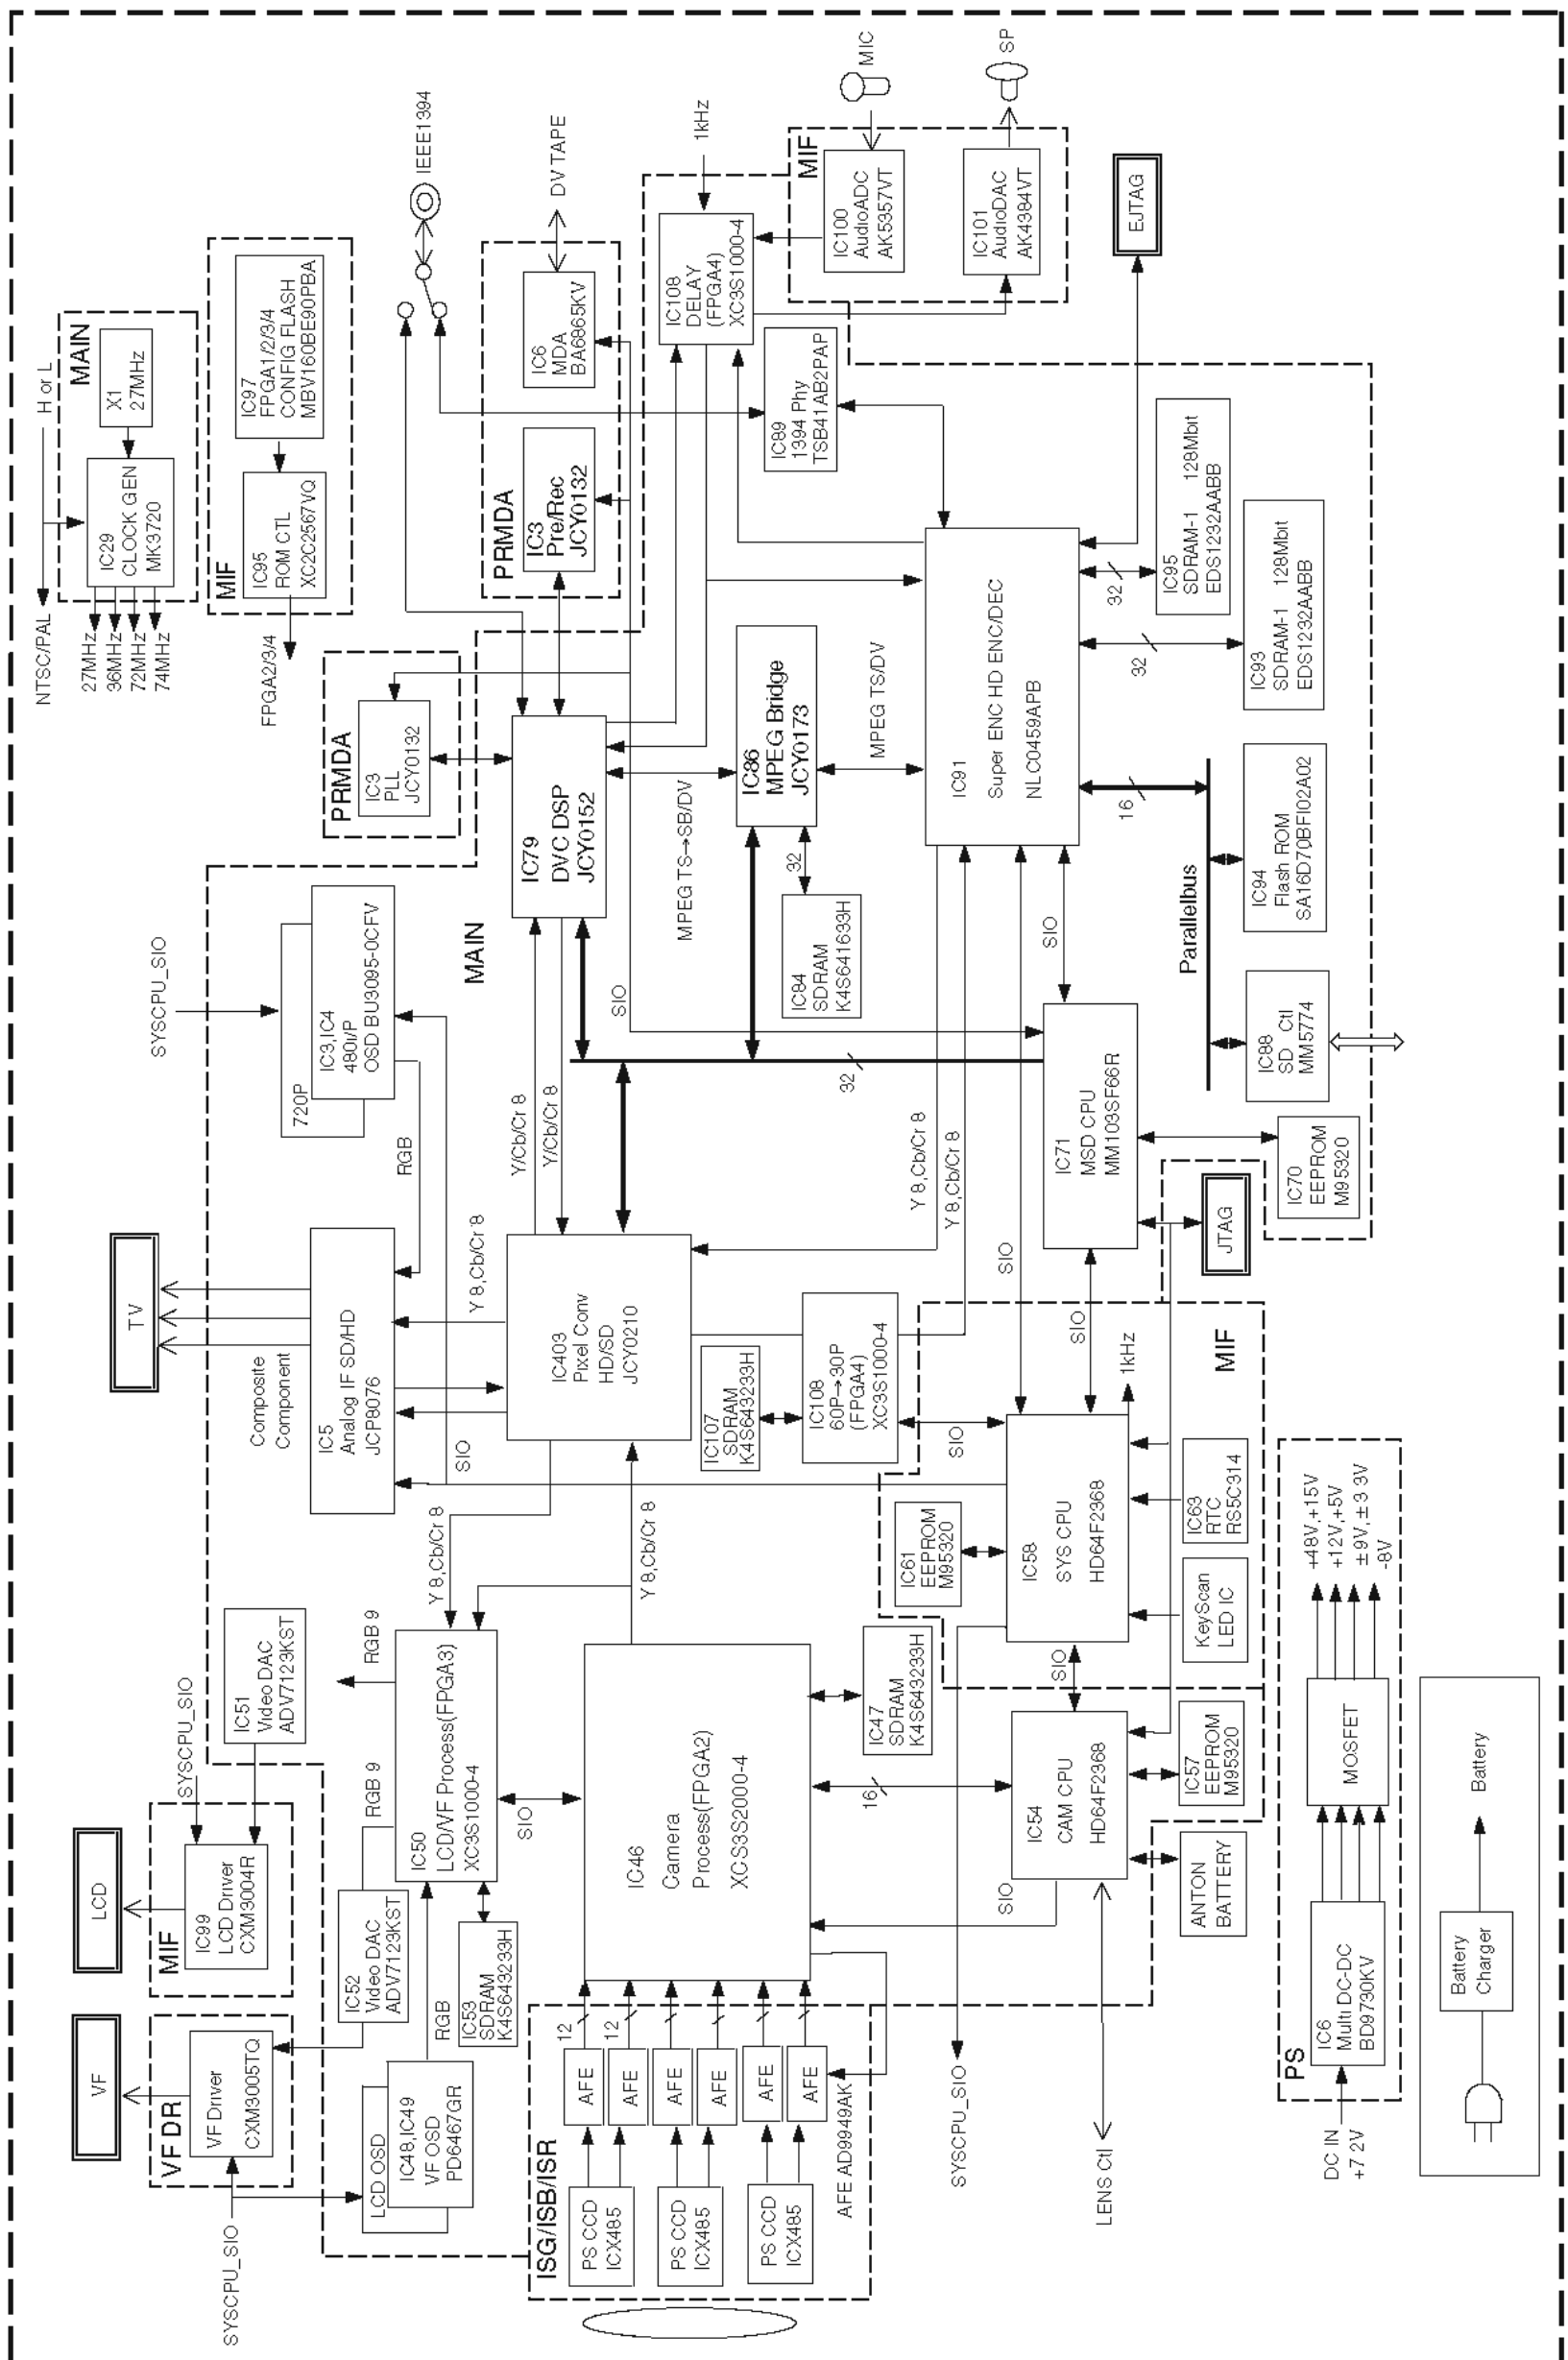 VF
VF DR
VF Driver
CXM3005TQ
SYSCPU_SIO
LCD
MIF
IC99
LCD Driver
CXM3004R
SYSCPU_SIO
IC51
Video DAC
ADV7123KST
IC52
Video DAC
ADV7123KST
RGB 9
RGB 9
LCD OSD
IC48,IC49
VF OSD
PD6467GR
RGB
IC53
SDRAM
K4S643233H
IC50
LCD/VF Process(FPGA3)
XC3S1000-4
SIO
Y 8,Cb/Cr 8
Y 8,Cb/Cr 8
TV
Composite
Component
IC5
Analog IF SD/HD
JCP8076
SIO
RGB
SYSCPU_SIO
720P
IC3,IC4
480i/P
OSD BU3095-0CFV
Y 8,Cb/Cr 8
IC403
Pixel Conv
HD/SD
JCY0210
Y/Cb/Cr 8
Y/Cb/Cr 8
MAIN
NTSC/PAL
H or L
27MHz
36MHz
72MHz
74MHz
MAIN
IC29
CLOCK GEN
MK3720
X1
27MHz
FPGA2/3/4
MIF
IC95
ROM CTL
XC2C2567VQ
IC97
FPGA1/2/3/4
CONFIG FLASH
MBV160BE90PBA
PRMDA
IC3
PLL
JCY0132
IEEE1394
PRMDA
IC3
Pre/Rec
JCY0132
IC6
MDA
BA6865KV
DV TAPE
IC79
DVC DSP
JCY0152
SIO
MPEG TS→SB/DV
IC86
MPEG Bridge
JCY0173
32
IC84
SDRAM
K4S641633H
MPEG TS/DV
IC108
DELAY
(FPGA4)
XC3S1000-4
1kHz
IC89
1394 Phy
TSB41AB2PAP
MIF
IC100
AudioADC
AK5357VT
MIC
IC101
AudioDAC
AK4384VT
SP
EJTAG
IC91
Super ENC HD ENC/DEC
NLC0459APB
32
IC95
SDRAM-1 128Mbit
EDS1232AABB
32
IC93
SDRAM-1 128Mbit
EDS1232AABB
16
Parallelbus
IC94
Flash ROM
SA16D70BFI02A02
IC88
SD Ctl
MM5774
SIO
32
IC71
MSD CPU
MM103SF66R
IC70
EEPROM
M95320
JTAG
Y 8,Cb/Cr 8
Y 8,Cb/Cr 8
SIO
SIO
IC107
SDRAM
K4S643233H
IC108
60P→30P
(FPGA4)
XC3S1000-4
SIO
MIF
1kHz
IC61
EEPROM
M95320
IC58
SYS CPU
HD64F2368
IC63
RTC
RS5C314
KeyScan
LED IC
SIO
IC46
Camera
Process(FPGA2)
XCS3S2000-4
IC47
SDRAM
K4S643233H
16
IC54
CAM CPU
HD64F2368
IC57
EEPROM
M95320
ANTON
BATTERY
SIO
ISG/ISB/ISR
PS CCD
ICX485
PS CCD
ICX485
PS CCD
ICX485
AFE
AFE
AFE
AFE
AFE
AFE
12
12
AFE AD9949AK
SYSCPU_SIO
LENS Ctl
PS
DC IN
+7 2V
IC6
Multi DC-DC
BD9730KV
MOSFET
+48V,+15V
+12V,+5V
±9V,±3 3V
-8V
Battery
Charger
Battery